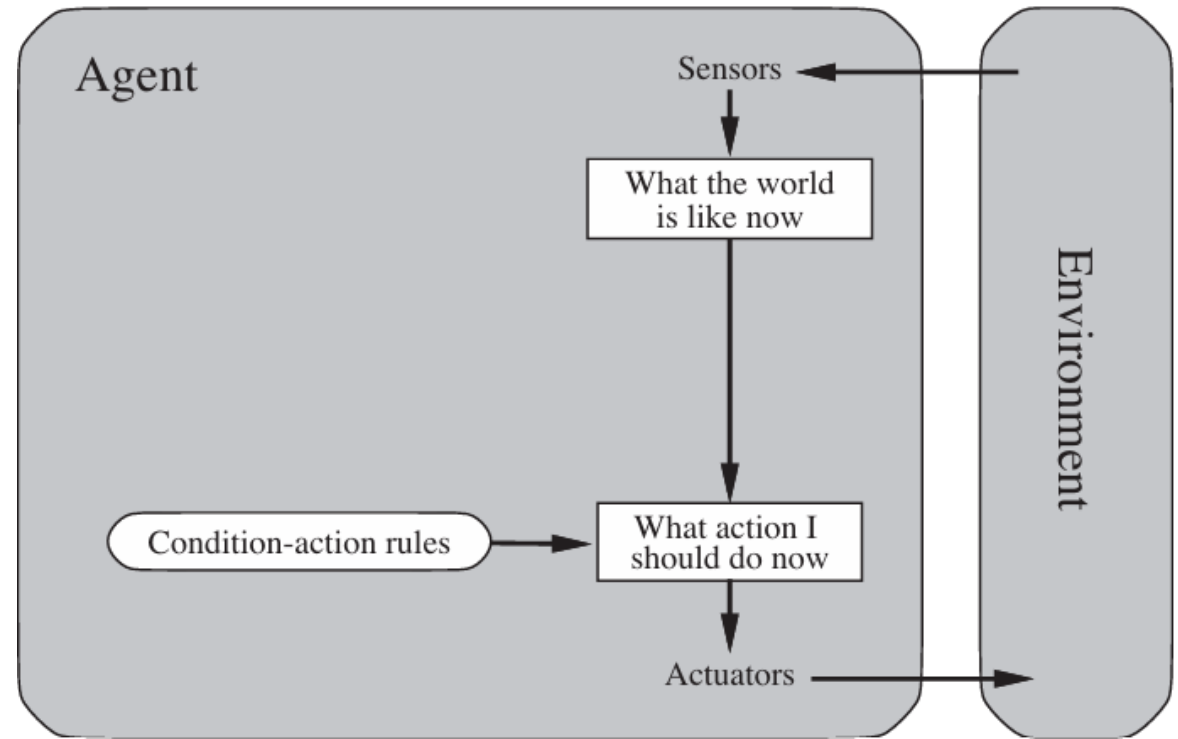 Agent
Sensors
What the world
is like now
Environment
Condition-action rules
What action I
should do now
Actuators